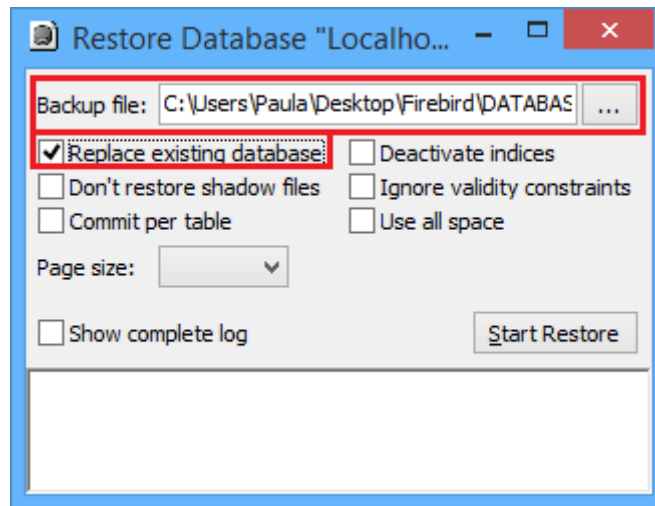 Restore Database "Localho...
Backup file: C:\Users\Paula\Desktop\Firebird\DATABAS ...
Replace existing database Deactivate indices
Don't restore shadow files Ignore validity constraints
Commit per table Use all space
Page size:
Show complete log Start Restore